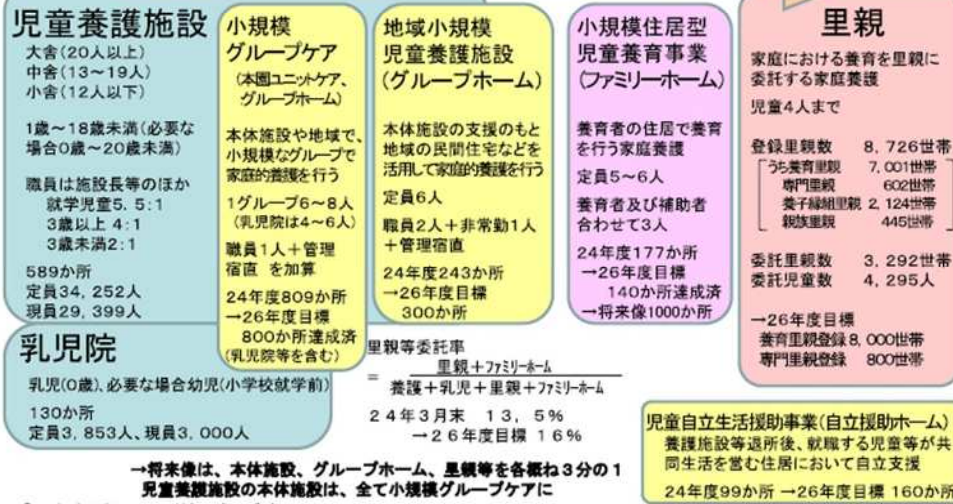 児童養護施設
大舎(20人以上)
中舎(13～19人)
小舎(12人以下)
1歳～18歳未満(必要な
場合0歳～20歳未満)
職員は施設長等のほか
就学児童5.5:1
3歳以上 4:1
3歳未満2:1
589か所
定員34,252人
現員29,399人
小規模
グループケア
(本園ユニットケア、
グループホーム)
本体施設や地域で、
小規模なグループで
家庭的養護を行う
1グループ6～8人
(乳児院は4～6人)
職員1人＋管理
宿直 を加算
24年度809か所
→26年度目標
800か所達成済
(乳児院等を含む)
地域小規模
児童養護施設
(グループホーム)
本体施設の支援のもと
地域の民間住宅などを
活用して家庭的養護を行う
定員6人
職員2人＋非常勤1人
＋管理宿直
24年度243か所
→26年度目標
300か所
小規模住居型
児童養育事業
(ファミリーホーム)
養育者の住居で養育
を行う家庭養護
定員5～6人
養育者及び補助者
合わせて3人
24年度177か所
→26年度目標
140か所達成済
→将来像1000か所
里親
家庭における養育を里親に
委託する家庭養護
児童4人まで
登録里親数 8,726世帯
うち養育里親 7,001世帯
専門里親 602世帯
養子縁組里親 2,124世帯
親族里親 445世帯
委託里親数 3,292世帯
委託児童数 4,295人
→26年度目標
養育里親登録8,000世帯
専門里親登録 800世帯
乳児院
乳児(0歳)、必要な場合幼児(小学校就学前)
130か所
定員3,853人、現員3,000人
里親等委託率
里親＋ファミリーホーム
＝
養護＋乳児＋里親＋ファミリーホーム
24年3月末 13.5%
→26年度目標 16%
児童自立生活援助事業(自立援助ホーム)
養護施設等退所後、就職する児童等が共
同生活を営む住居において自立支援
24年度99か所 →26年度目標 160か所
→将来像は、本体施設、グループホーム、里親等を各概ね3分の1
児童養護施設の本体施設は、全て小規模グループケアに